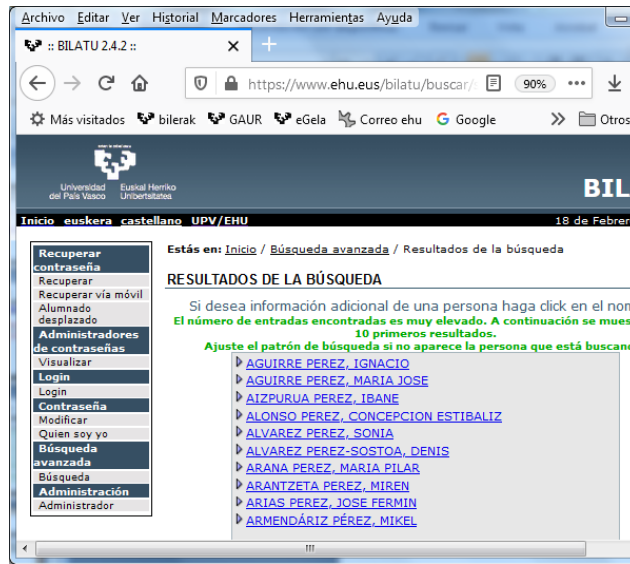 Archivo Editar Ver Historial Marcadores Herramientas Ayuda
:: BILATU 2.4.2 ::
https://www.ehu.eus/bilatu/buscar/ 90%
Más visitados bilerak GAUR eGela Correo ehu Google Otros
Universidad del País Vasco Euskal Herriko Unibertsitatea
BIL
Inicio euskera castellano UPV/EHU 18 de Febrer
Recuperar contraseña
Recuperar
Recuperar vía móvil
Alumnado desplazado
Administradores de contraseñas
Visualizar
Login
Login
Contraseña
Modificar
Quien soy yo
Búsqueda avanzada
Búsqueda
Administración
Administrador
Estás en: Inicio / Búsqueda avanzada / Resultados de la búsqueda
RESULTADOS DE LA BÚSQUEDA
Si desea información adicional de una persona haga click en el nom
El número de entradas encontradas es muy elevado. A continuación se mues
10 primeros resultados.
Ajuste el patrón de búsqueda si no aparece la persona que está buscand
AGUIRRE PEREZ, IGNACIO
AGUIRRE PEREZ, MARIA JOSE
AIZPURUA PEREZ, IBANE
ALONSO PEREZ, CONCEPCION ESTIBALIZ
ALVAREZ PEREZ, SONIA
ALVAREZ PEREZ-SOSTOA, DENIS
ARANA PEREZ, MARIA PILAR
ARANTZETA PEREZ, MIREN
ARIAS PEREZ, JOSE FERMIN
ARMENDÁRIZ PÉREZ, MIKEL